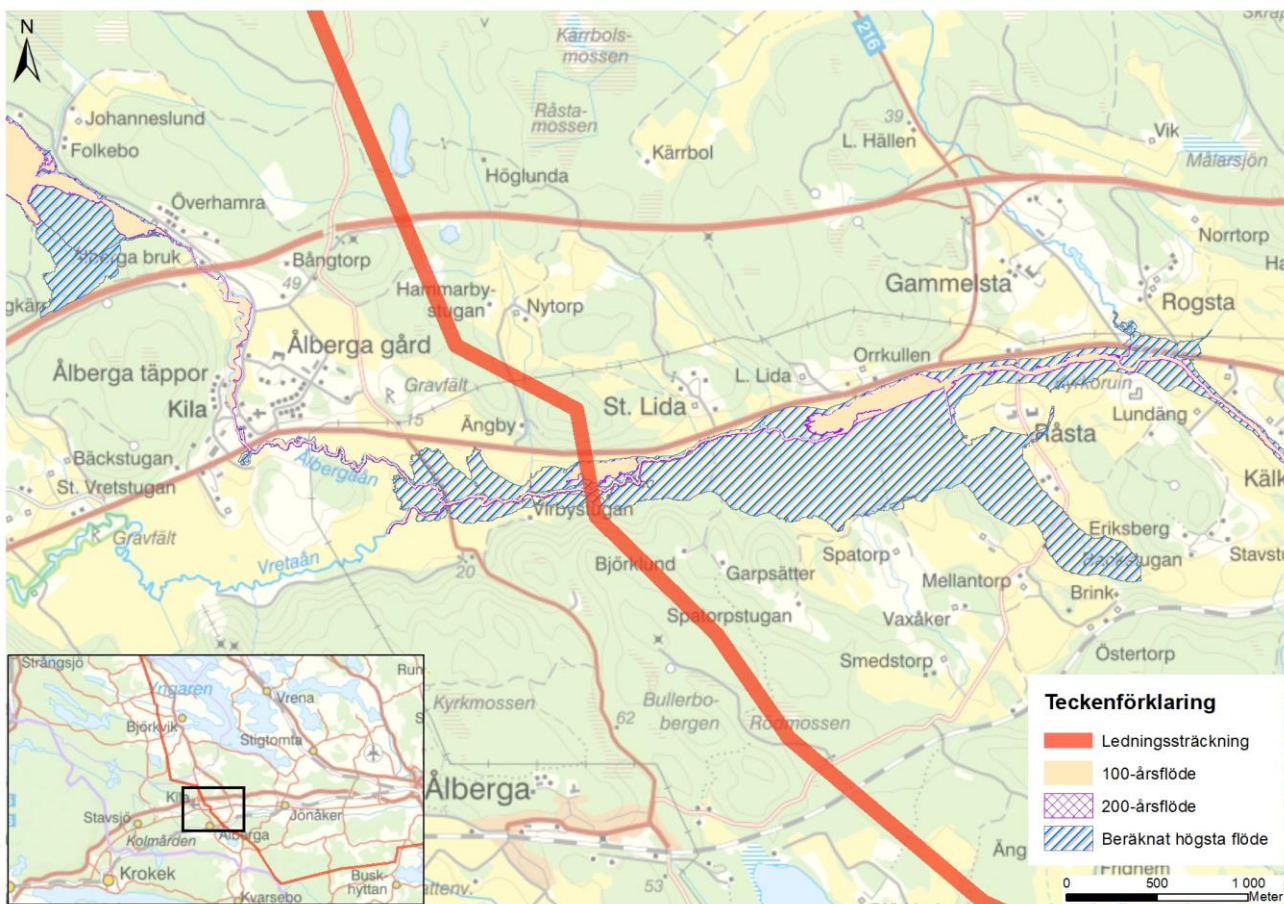 N
216
Kärrbols-
mossen
39
Johanneslund
Råsta-
mossen
Vik
Folkebo
L. Hällen
Målarsjön
Kärrbol
Höglunda
Överhamra
Norrtorp
bruk
Bångtorp
Gammelsta
49
Hammarby-
stugan
Nytorp
Rogsta
Ålberga gård
Orrkullen
Ålberga täppor
L. Lida
Gravfält
Kila
St. Lida
15
Lundäng
Ängby
Råsta
Bäckstugan
Ålbergaån
St. Vretstugan
Virbystugan
Gravfält
Eriksberg
Vretaån
Björklund
Spatorp
20
Garpsätter
Mellantorp
Brink
Spatorpstugan
Vaxåker
Östertorp
Smedstorp
Kyrkmossen
Bullerbo-
bergen
Rödmossen
62
Ålberga
53
Strångsjö
Yngaren
Vrena
Björkvik
Stigtomta
Kila
Stavsjö
Jönåker
Kolmården
Ålberga
Krokek
Busk-
hyttan
Kvarsebo
Teckenförklaring
Ledningssträckning
100-årsflöde
200-årsflöde
Beräknat högsta flöde
0 500 1 000
Meter